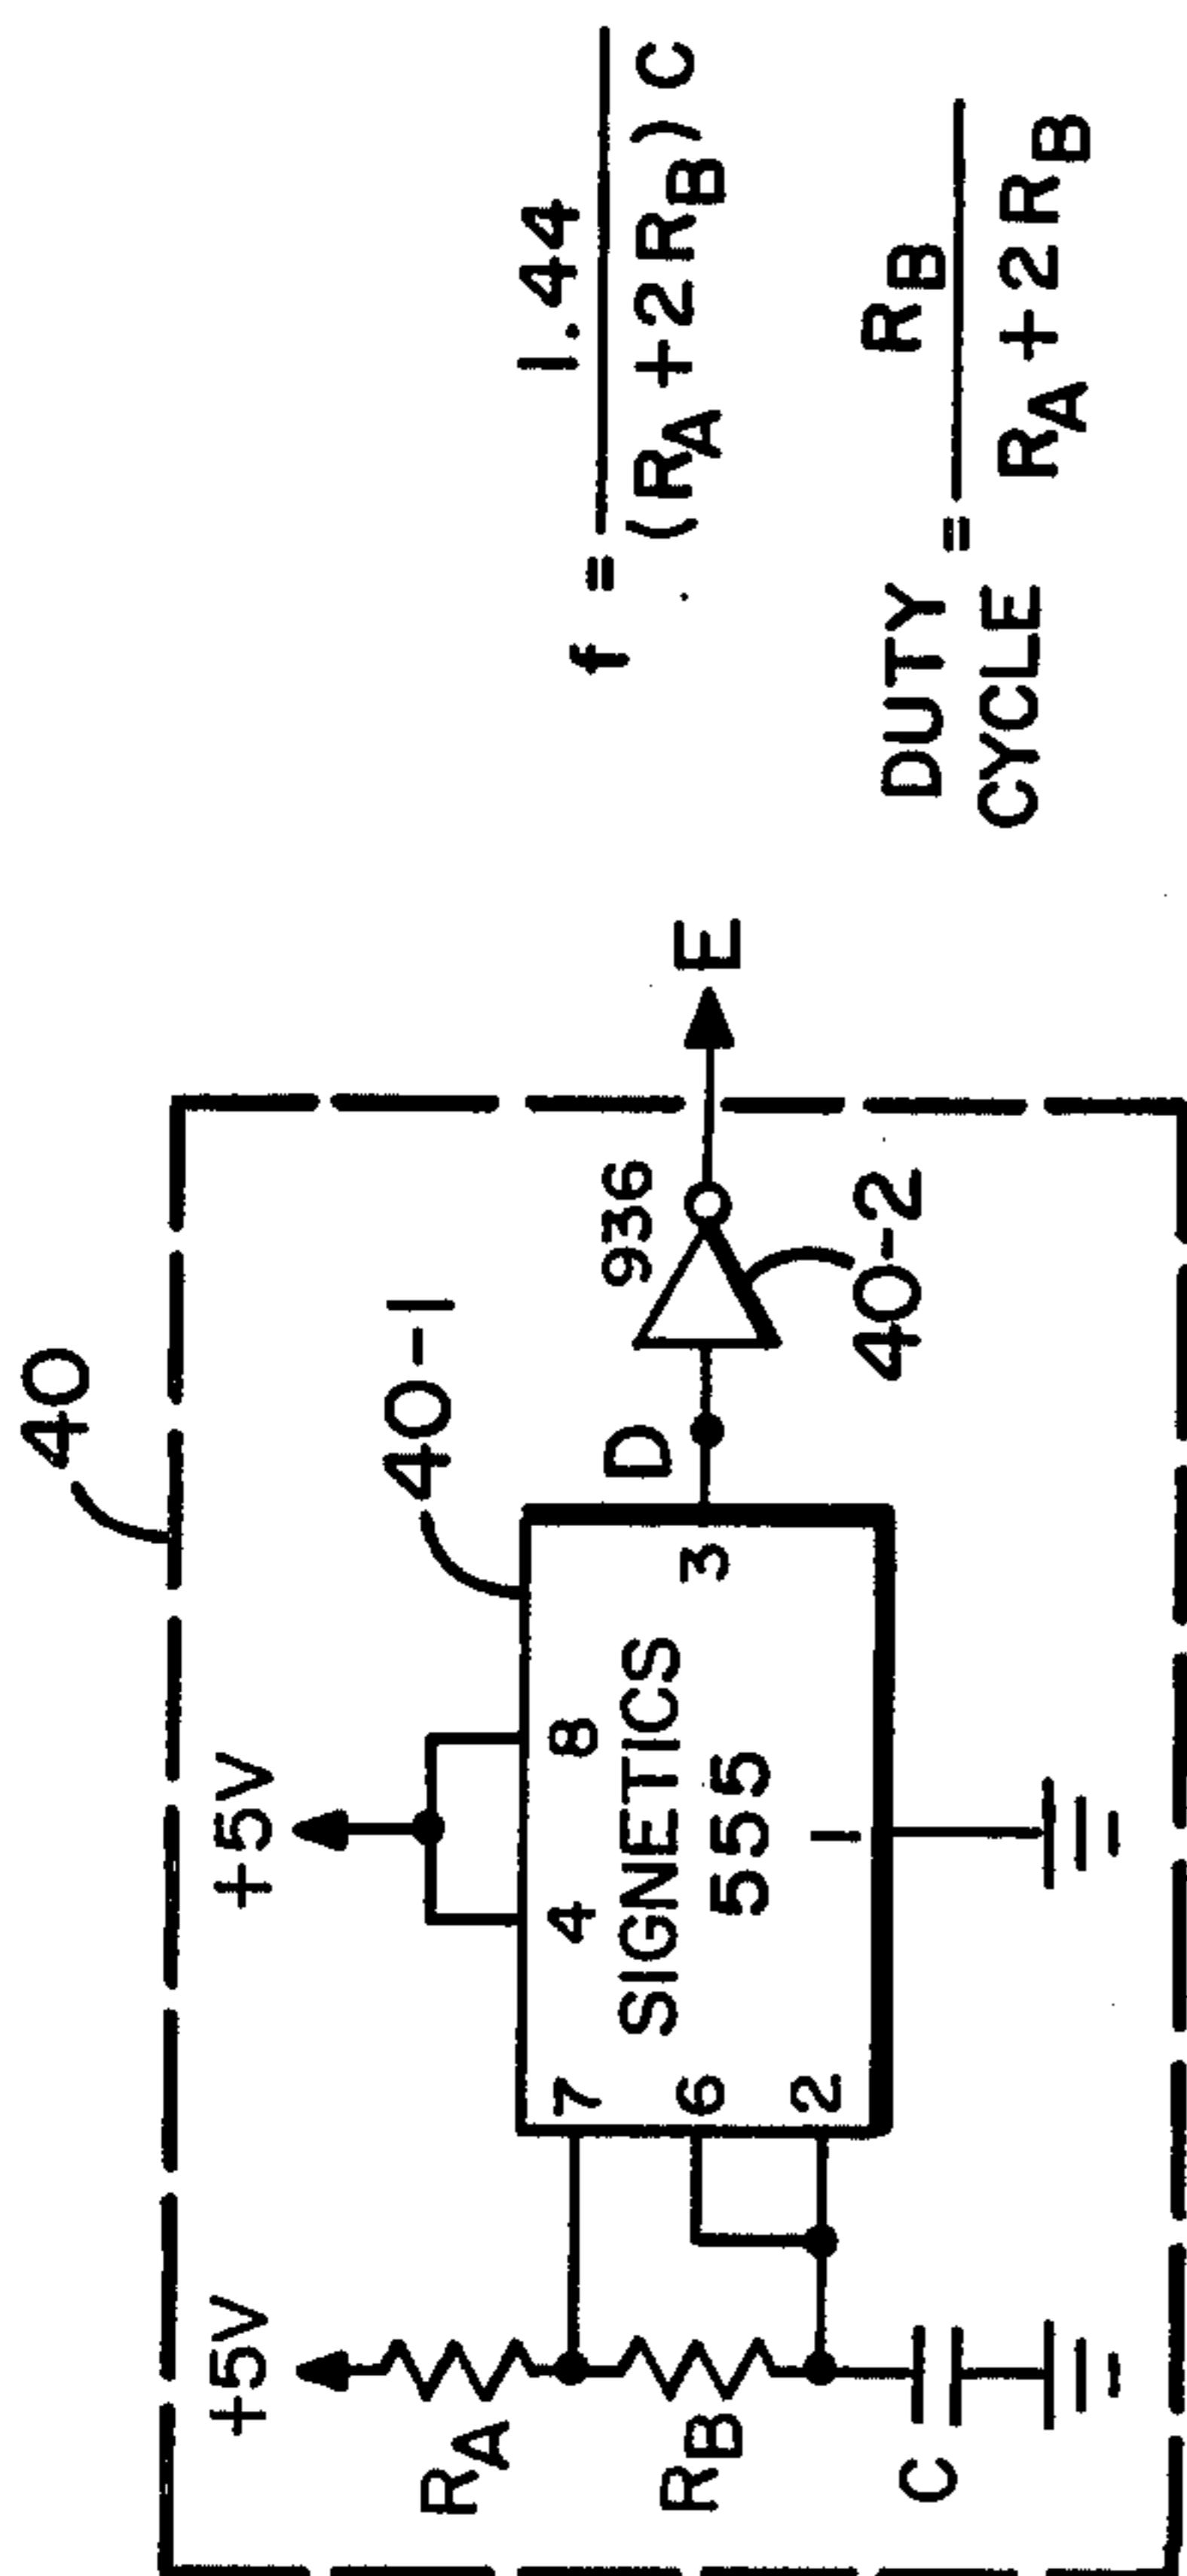 40
+5V
+5V
40-1
RA
RB
C
7
6
2
4
8
SIGNETICS
555
1
3
D
936
40-2
E
f = 1.44
(RA + 2RB) C
DUTY
CYCLE = RB
RA + 2RB